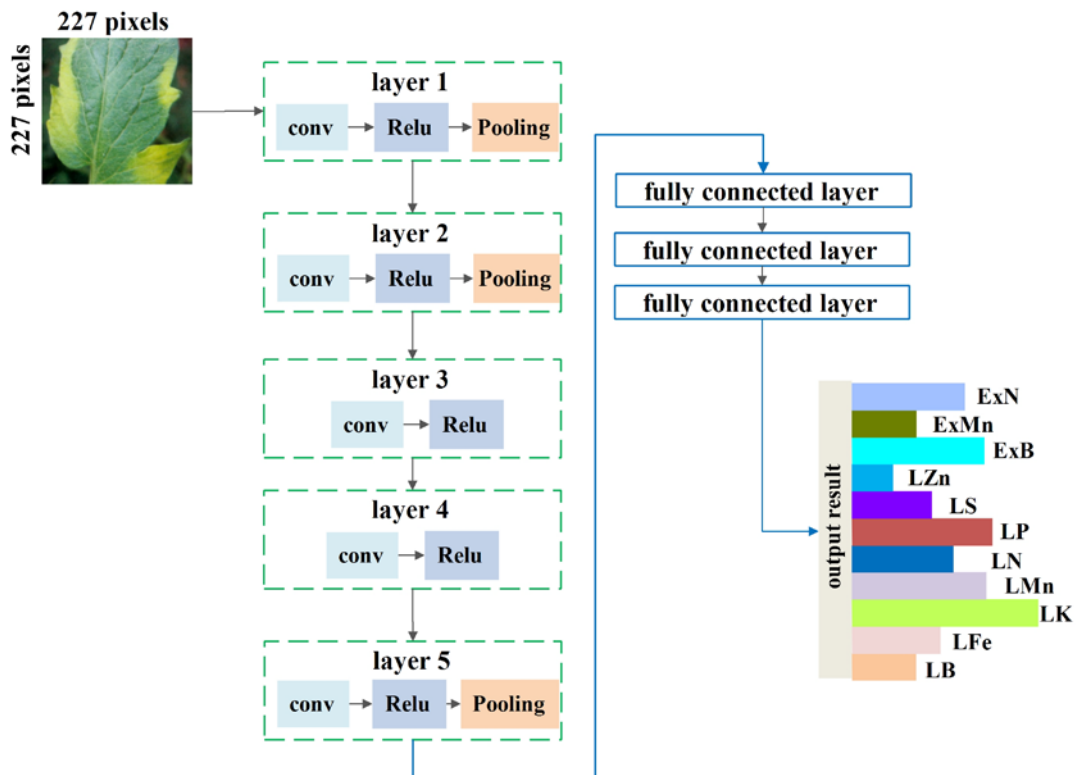 227 pixels
227 pixels
layer 1
conv Relu Pooling
layer 2
conv Relu Pooling
layer 3
conv Relu
layer 4
conv Relu
layer 5
conv Relu Pooling
fully connected layer
fully connected layer
fully connected layer
output result
ExN
ExMn
ExB
LZn
LS
LP
LN
LMn
LK
LFe
LB